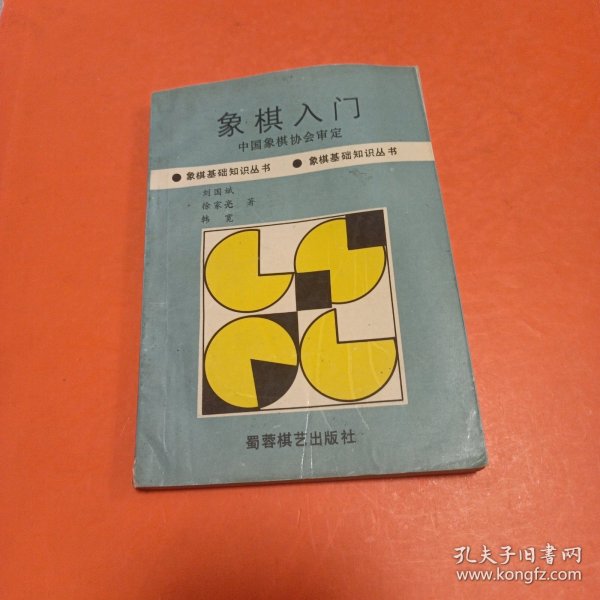 象棋入门
中国象棋协会审定
●象棋基础知识丛书 ●象棋基础知识丛书
刘国斌
徐家亮 著
韩宽
蜀蓉棋艺出版社
孔夫子旧书网
www.kongfz.com